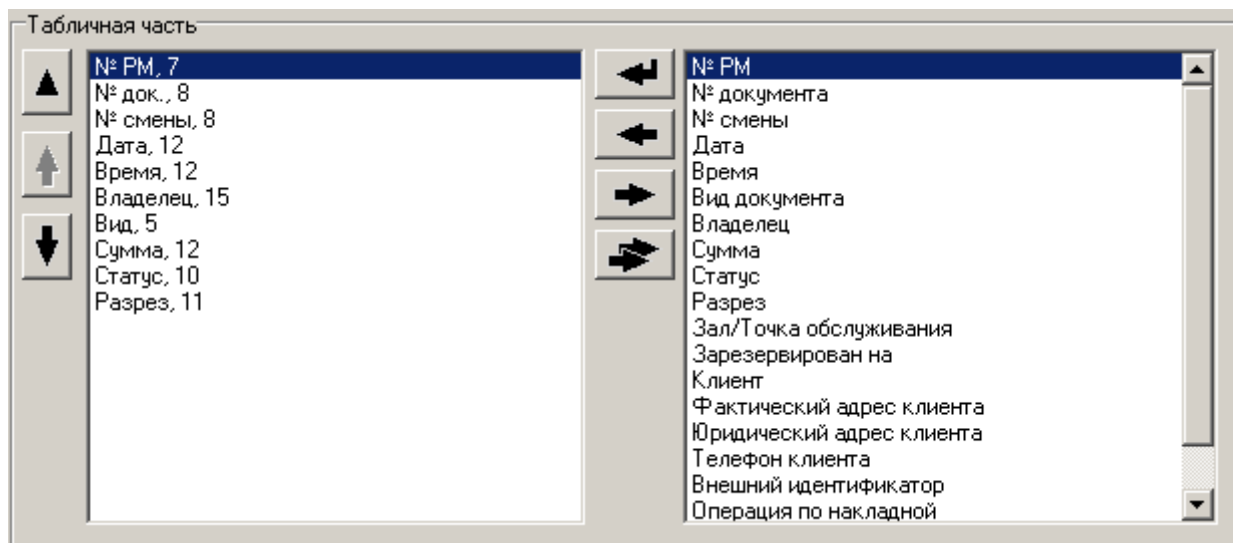 Табличная часть
№ РМ, 7
№ док., 8
№ смены, 8
Дата, 12
Время, 12
Владелец, 15
Вид, 5
Сумма, 12
Статус, 10
Разрез, 11
№ РМ
№ документа
№ смены
Дата
Время
Вид документа
Владелец
Сумма
Статус
Разрез
Зал/Точка обслуживания
Зарезервирован на
Клиент
Фактический адрес клиента
Юридический адрес клиента
Телефон клиента
Внешний идентификатор
Операция по накладной